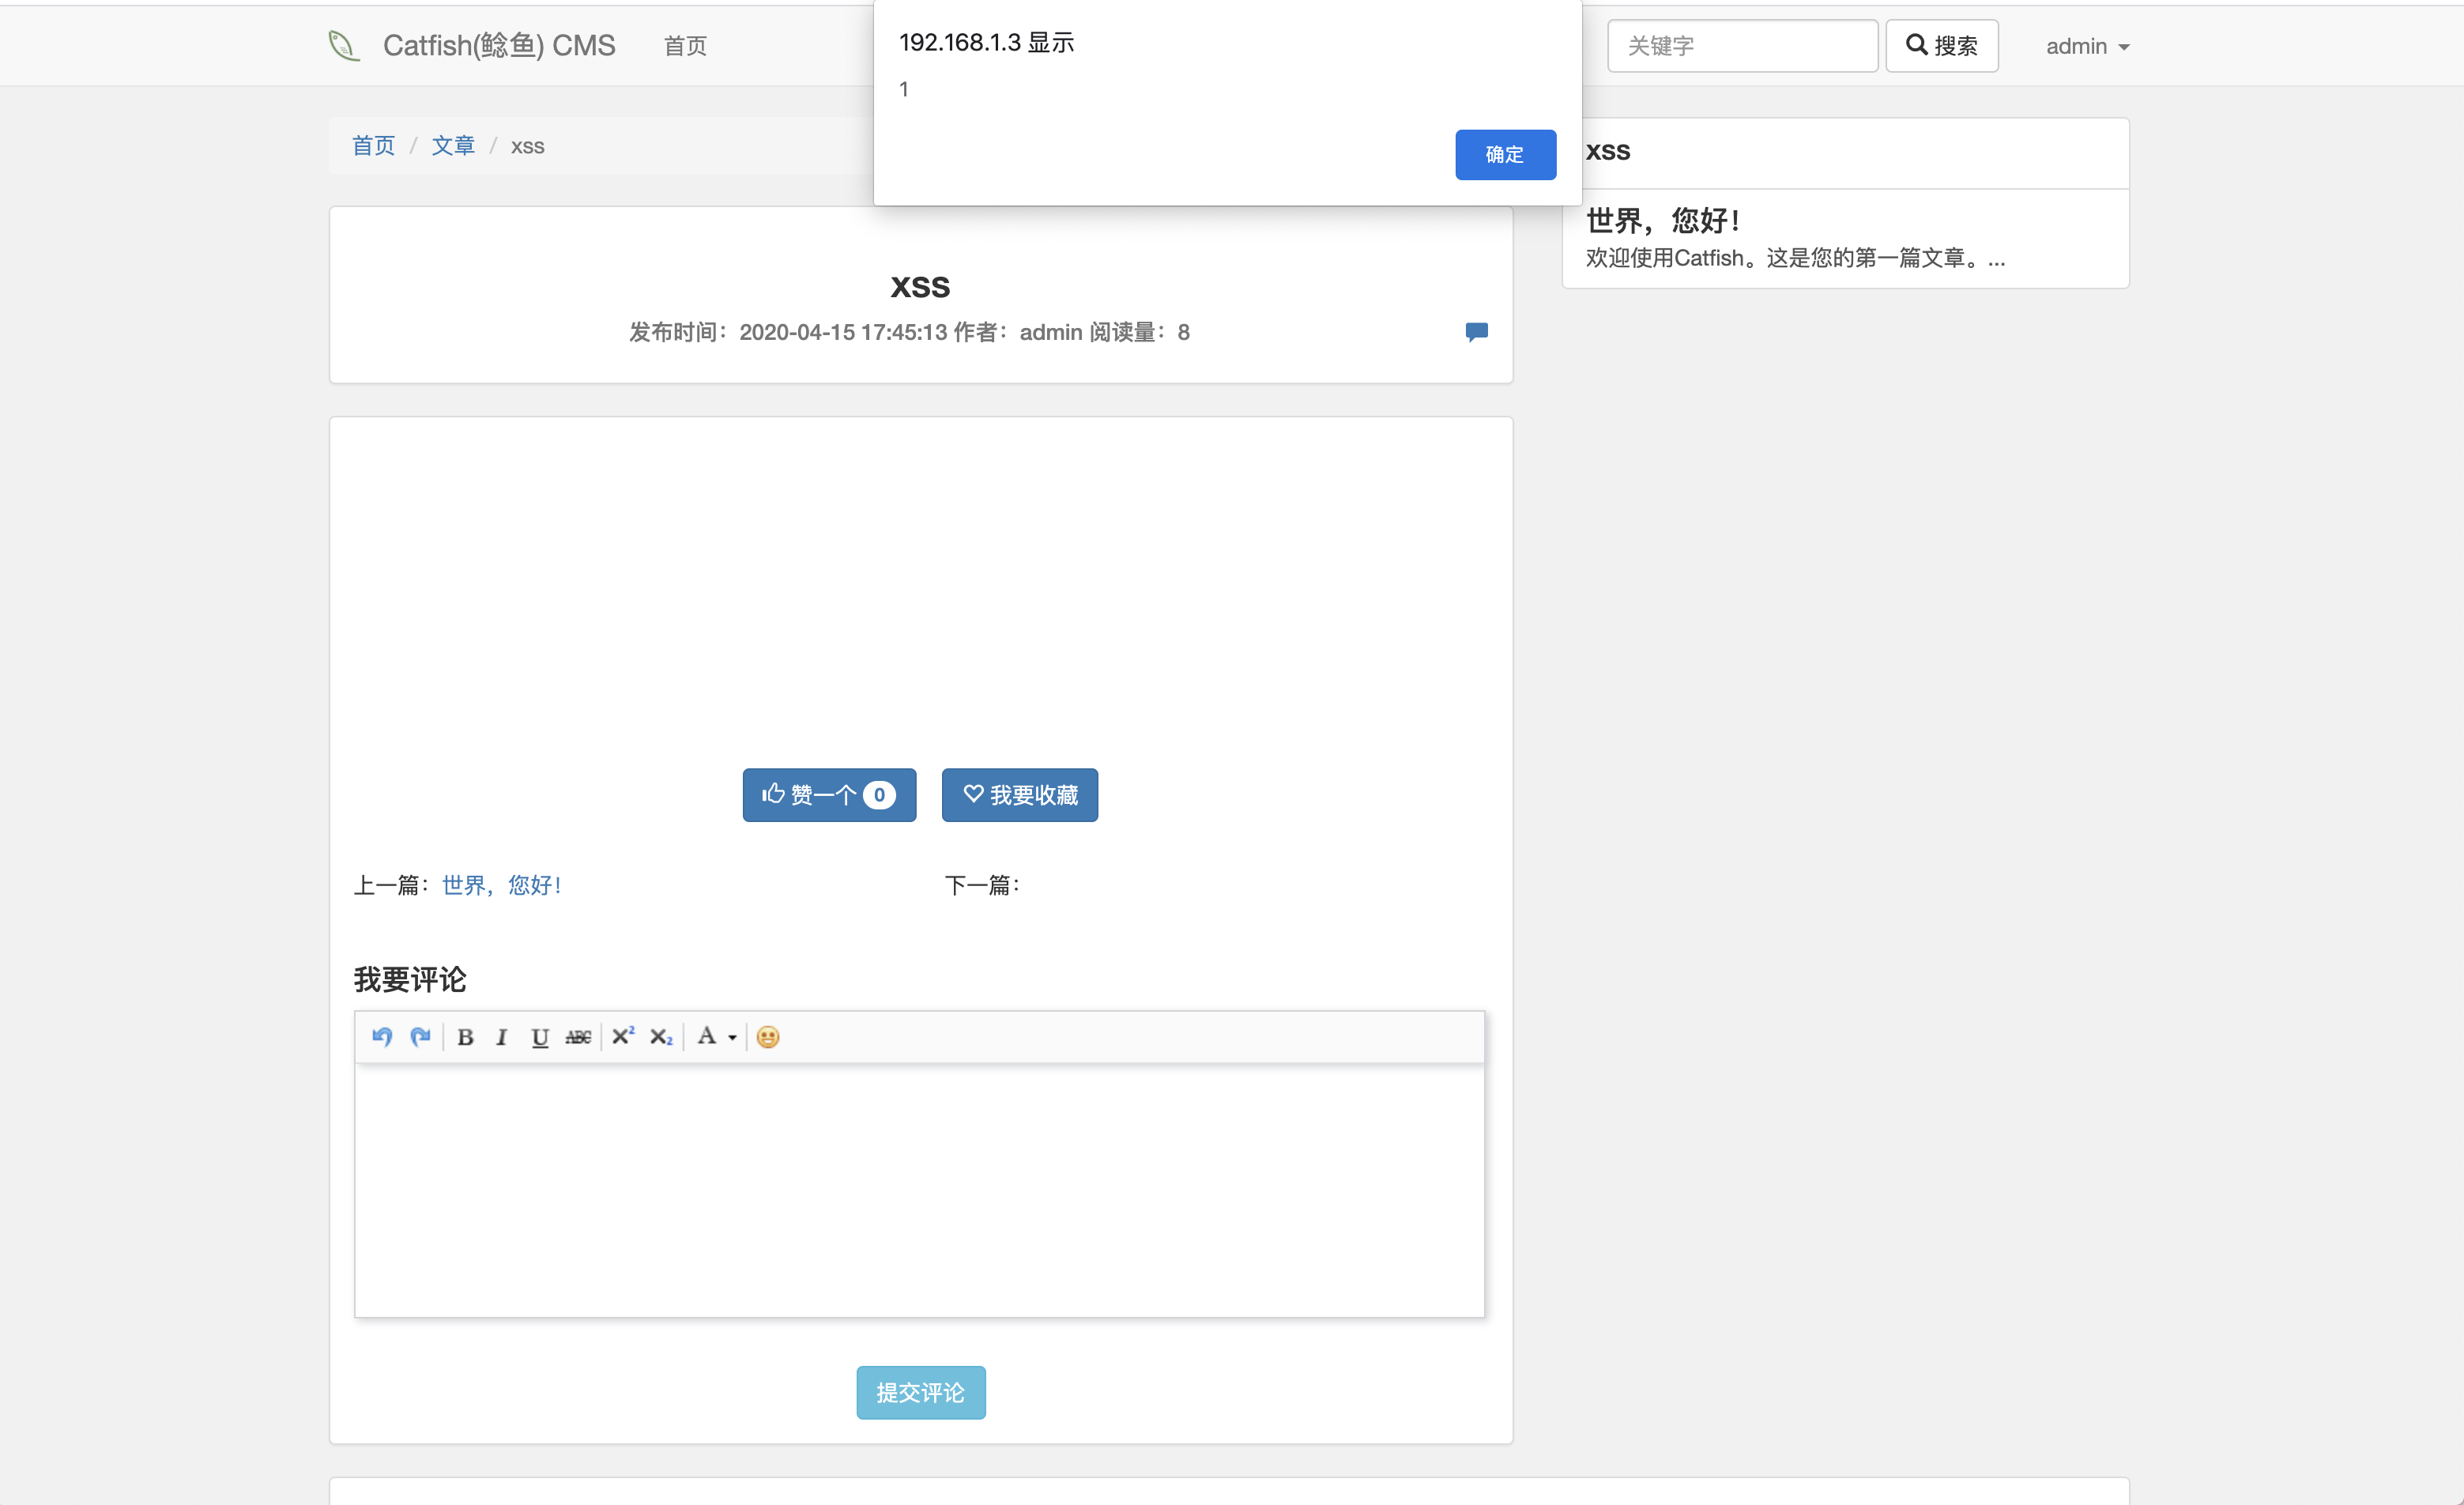 Catfish(鲶鱼) CMS 首页
192.168.1.3 显示
1
确定
关键字
搜索
admin
首页 / 文章 / xss
xss
发布时间：2020-04-15 17:45:13 作者：admin 阅读量：8
xss
世界，您好！
欢迎使用Catfish。这是您的第一篇文章。...
赞一个 0
我要收藏
上一篇：世界，您好！
下一篇：
我要评论
B I U ABC X² X₂ A
提交评论